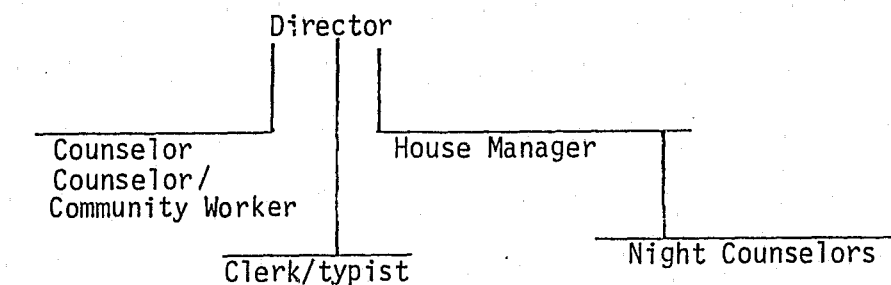 Director
Counselor
Counselor/
Community Worker
House Manager
Clerk/typist
Night Counselors